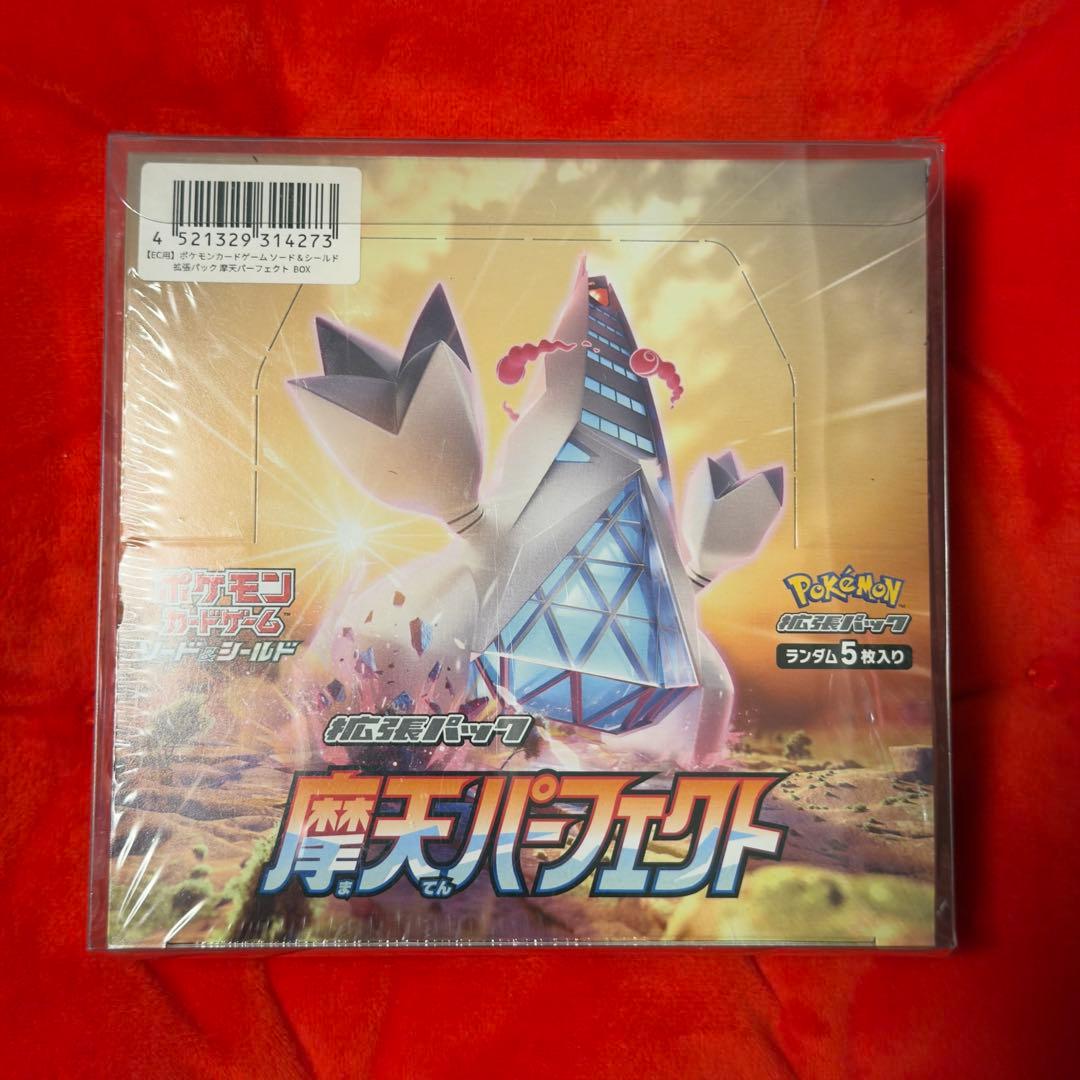 4 521329 314273
【EC用】ポケモンカードゲーム ソード＆シールド
拡張パック 摩天パーフェクト BOX
ポケモン
カードゲーム™
ソード&シールド
Pokémon™
拡張パック
ランダム5枚入り
拡張パック
摩天パーフェクト
ま てん